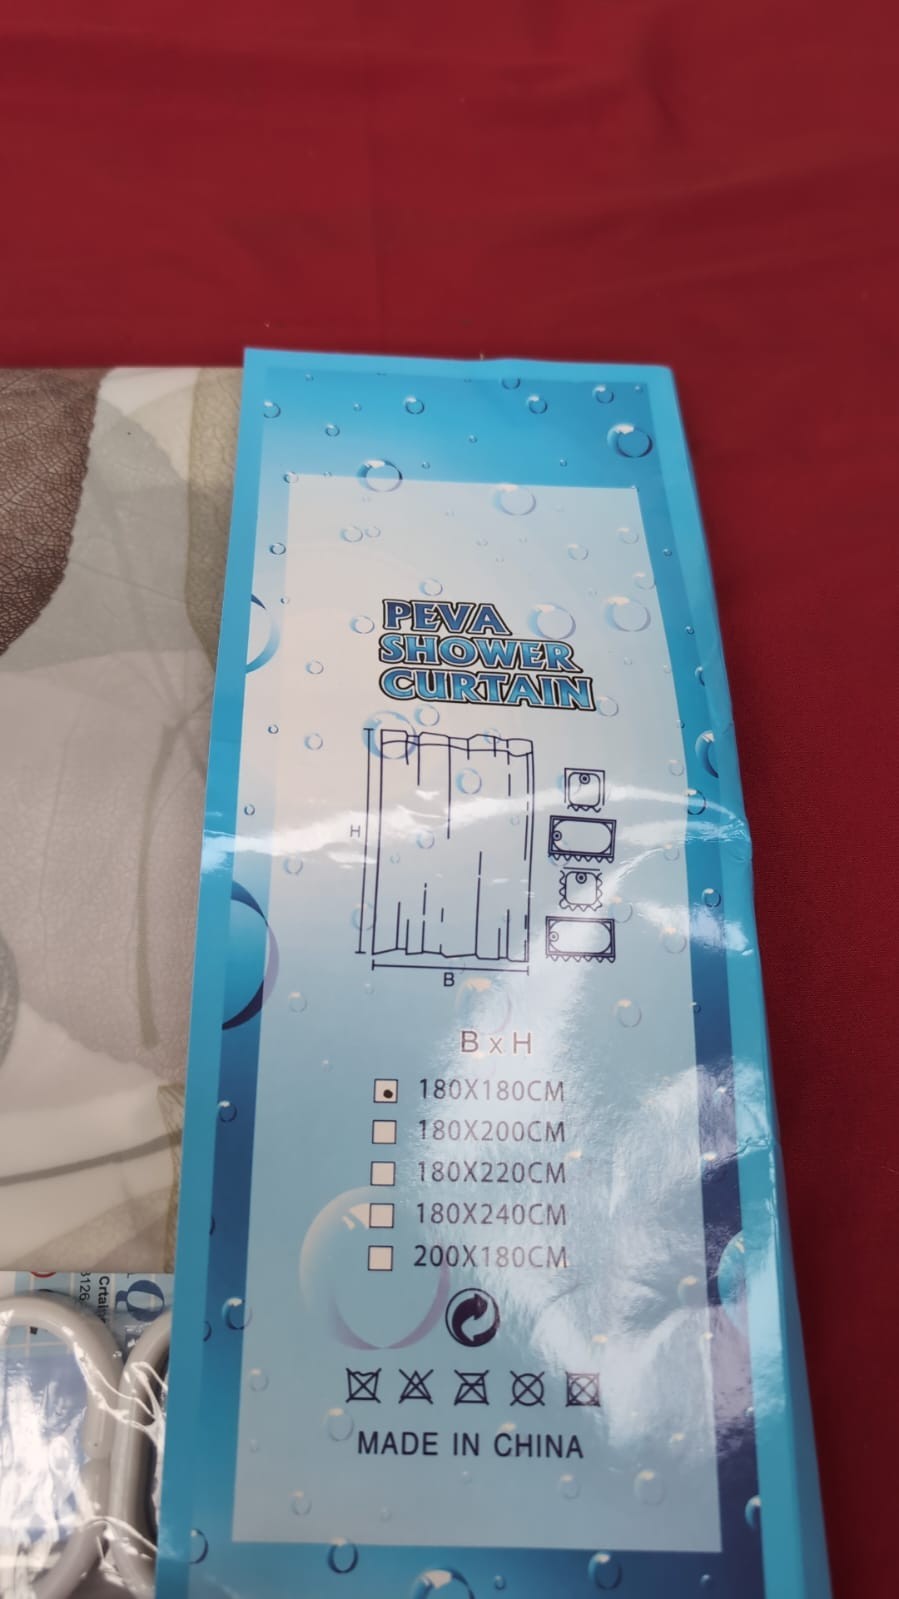 PEVA
SHOWER
CURTAIN
H
B
B x H
180X180CM
180X200CM
180X220CM
180X240CM
200X180CM
MADE IN CHINA